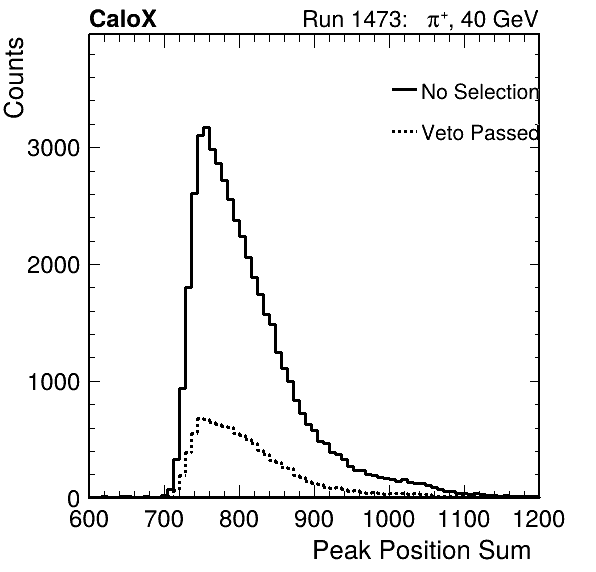 CaloX Run 1473: π⁺, 40 GeV
Counts
No Selection
Veto Passed
3000
2000
1000
0
600 700 800 900 1000 1100 1200
Peak Position Sum